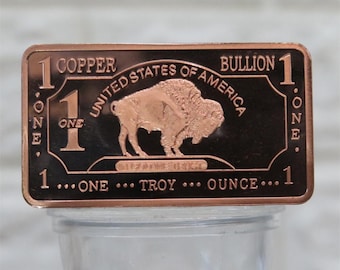 1 COPPER BULLION 1
UNITED STATES OF AMERICA
.ONE.
1
ONE
.ONE.
1 ... ONE ... TROY ... OUNCE ... 1